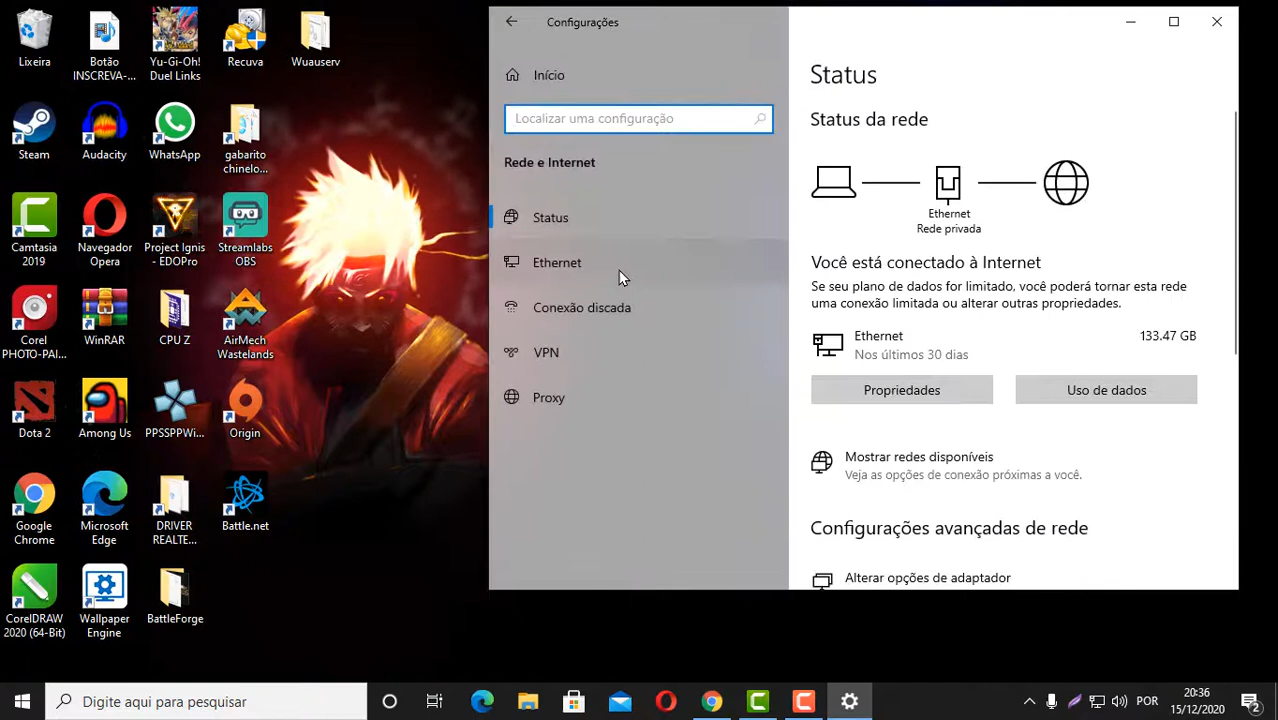 Lixeira
Botão
INSCREVA-...
Yu-Gi-Oh!
Duel Links
Recuva
Wuauserv
Steam
Audacity
WhatsApp
gabarito
chinelo...
Camtasia
2019
Navegador
Opera
Project Ignis
- EDOPro
Streamlabs
OBS
Corel
PHOTO-PAI...
WinRAR
CPU Z
AirMech
Wastelands
Dota 2
Among Us
PPSSPPWi...
Origin
Google
Chrome
Microsoft
Edge
DRIVER
REALTE...
Battle.net
CorelDRAW
2020 (64-Bit)
Wallpaper
Engine
BattleForge
Configurações
Início
Localizar uma configuração
Rede e Internet
Status
Ethernet
Conexão discada
VPN
Proxy
Status
Status da rede
Ethernet
Rede privada
Você está conectado à Internet
Se seu plano de dados for limitado, você poderá tornar esta rede
uma conexão limitada ou alterar outras propriedades.
Ethernet
133.47 GB
Nos últimos 30 dias
Propriedades
Uso de dados
Mostrar redes disponíveis
Veja as opções de conexão próximas a você.
Configurações avançadas de rede
Alterar opções de adaptador
Digite aqui para pesquisar
POR
20:36
15/12/2020
2